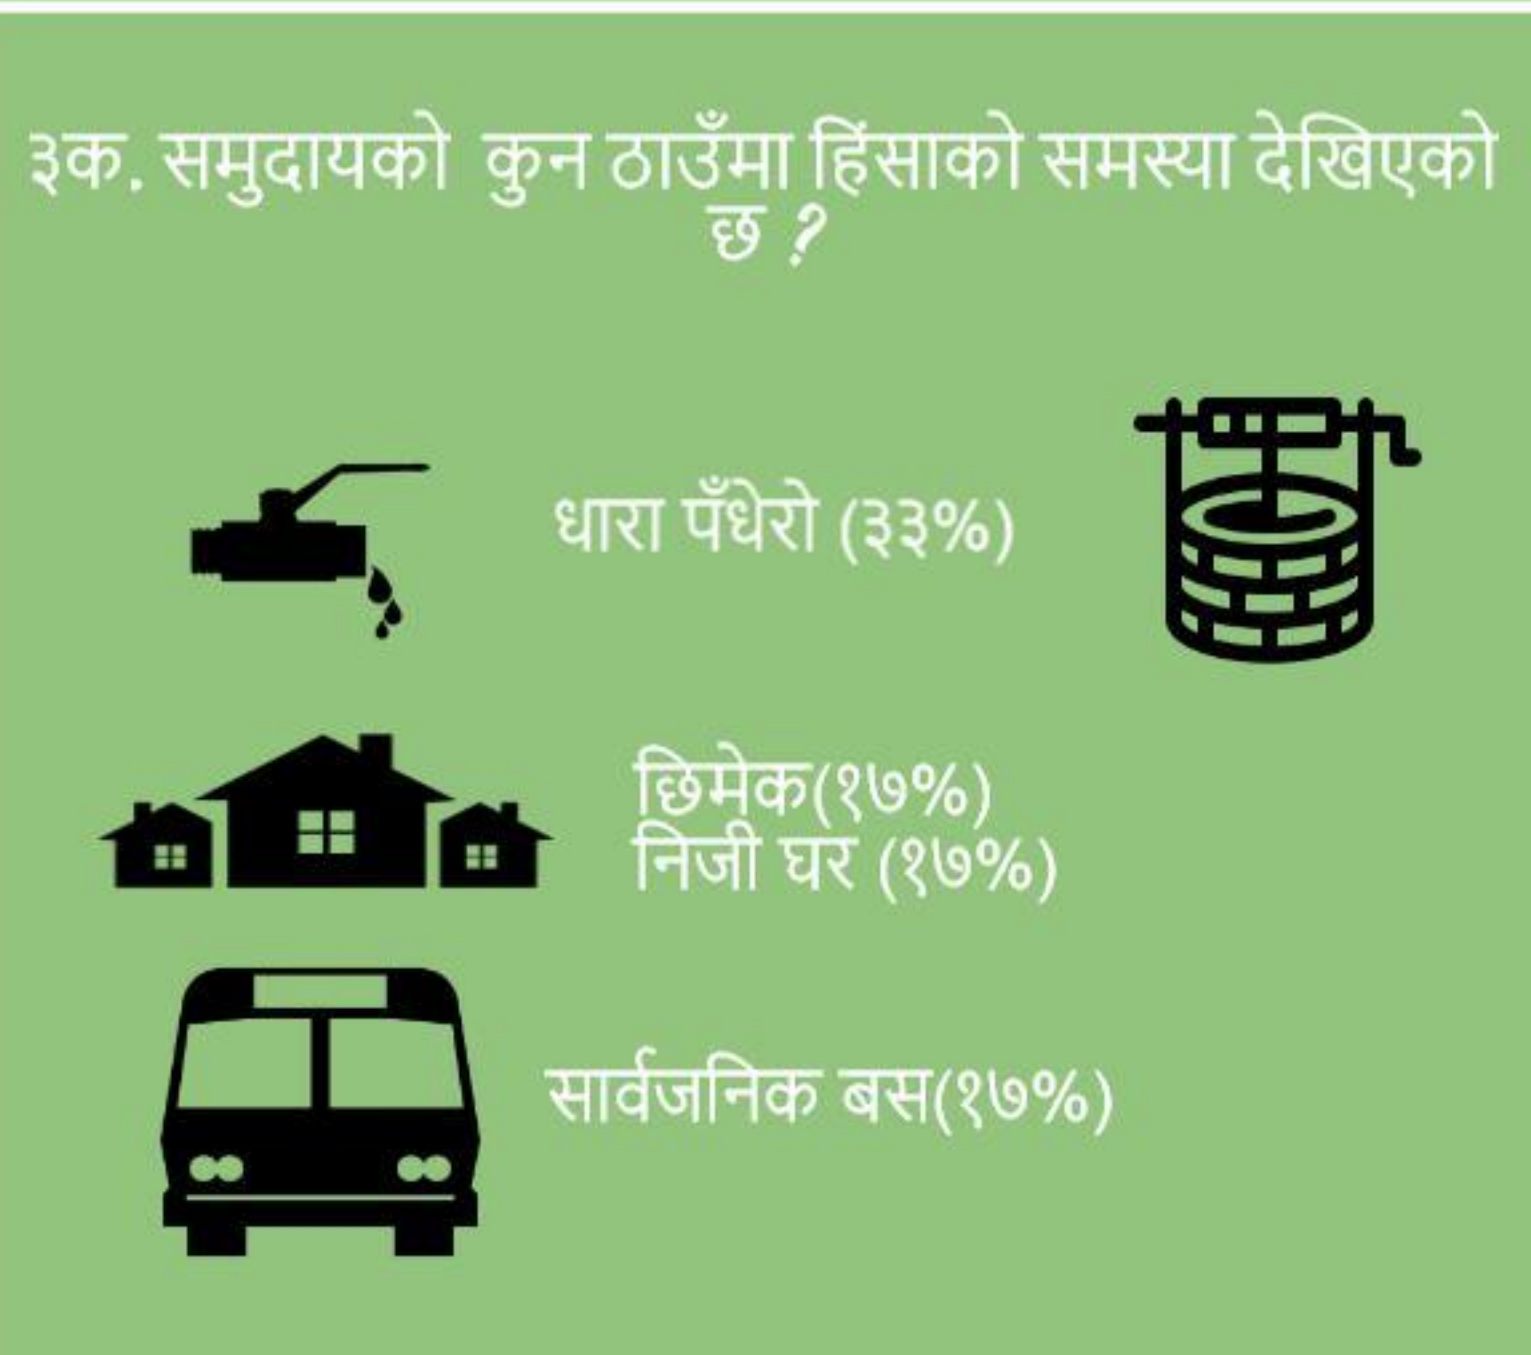 ३क. समुदायको कुन ठाउँमा हिंसाको समस्या देखिएको
छ ?
धारा पँधेरो (३३%)
छिमेक(१७%)
निजी घर (१७%)
सार्वजनिक बस(१७%)